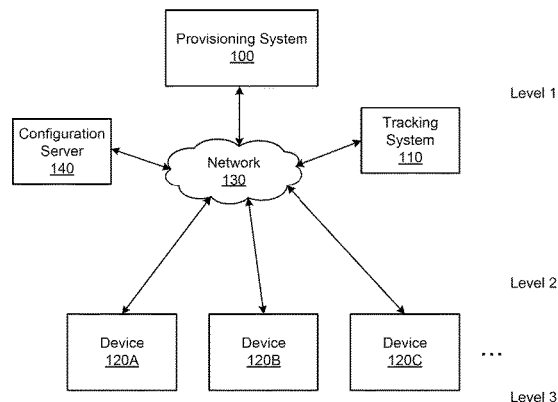 Provisioning System
100
Level 1
Configuration
Server
140
Network
130
Tracking
System
110
Level 2
Device
120A
Device
120B
Device
120C
...
Level 3